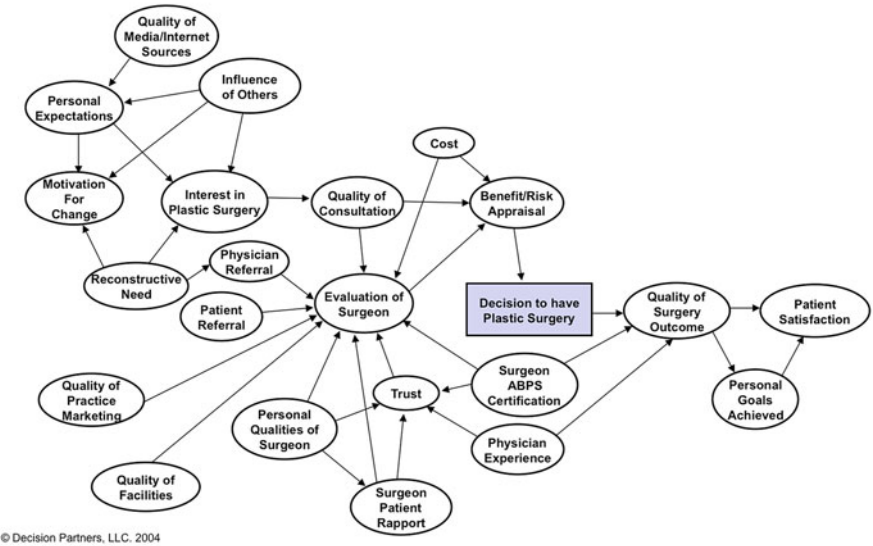 Quality of
Media/Internet
Sources
Influence
of Others
Personal
Expectations
Cost
Motivation
For
Change
Interest in
Plastic Surgery
Quality of
Consultation
Benefit/Risk
Appraisal
Physician
Referral
Reconstructive
Need
Evaluation of
Surgeon
Patient
Referral
Decision to have
Plastic Surgery
Quality of
Surgery
Outcome
Patient
Satisfaction
Quality of
Practice
Marketing
Trust
Surgeon
ABPS
Certification
Personal
Goals
Achieved
Personal
Qualities of
Surgeon
Physician
Experience
Quality of
Facilities
Surgeon
Patient
Rapport
© Decision Partners, LLC. 2004